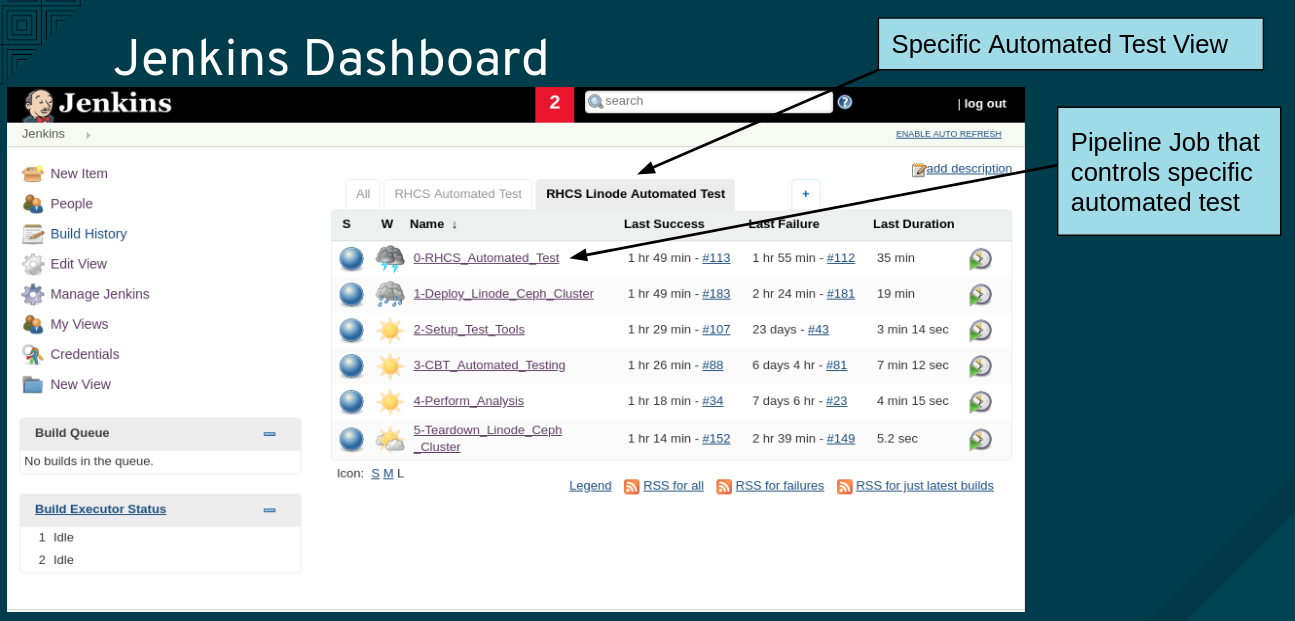 Jenkins Dashboard
Specific Automated Test View
Pipeline Job that
controls specific
automated test
Jenkins
2
search
?
| log out
Jenkins
ENABLE AUTO REFRESH
New Item
People
Build History
Edit View
Manage Jenkins
My Views
Credentials
New View
Build Queue
No builds in the queue.
Build Executor Status
1 Idle
2 Idle
add description
All RHCS Automated Test RHCS Linode Automated Test +
S W Name ↓ Last Success Last Failure Last Duration
0-RHCS_Automated_Test 1 hr 49 min - #113 1 hr 55 min - #112 35 min
1-Deploy_Linode_Ceph_Cluster 1 hr 49 min - #183 2 hr 24 min - #181 19 min
2-Setup_Test_Tools 1 hr 29 min - #107 23 days - #43 3 min 14 sec
3-CBT_Automated_Testing 1 hr 26 min - #88 6 days 4 hr - #81 7 min 12 sec
4-Perform_Analysis 1 hr 18 min - #34 7 days 6 hr - #23 4 min 15 sec
5-Teardown_Linode_Ceph
_Cluster 1 hr 14 min - #152 2 hr 39 min - #149 5.2 sec
Icon: S M L
Legend RSS for all RSS for failures RSS for just latest builds